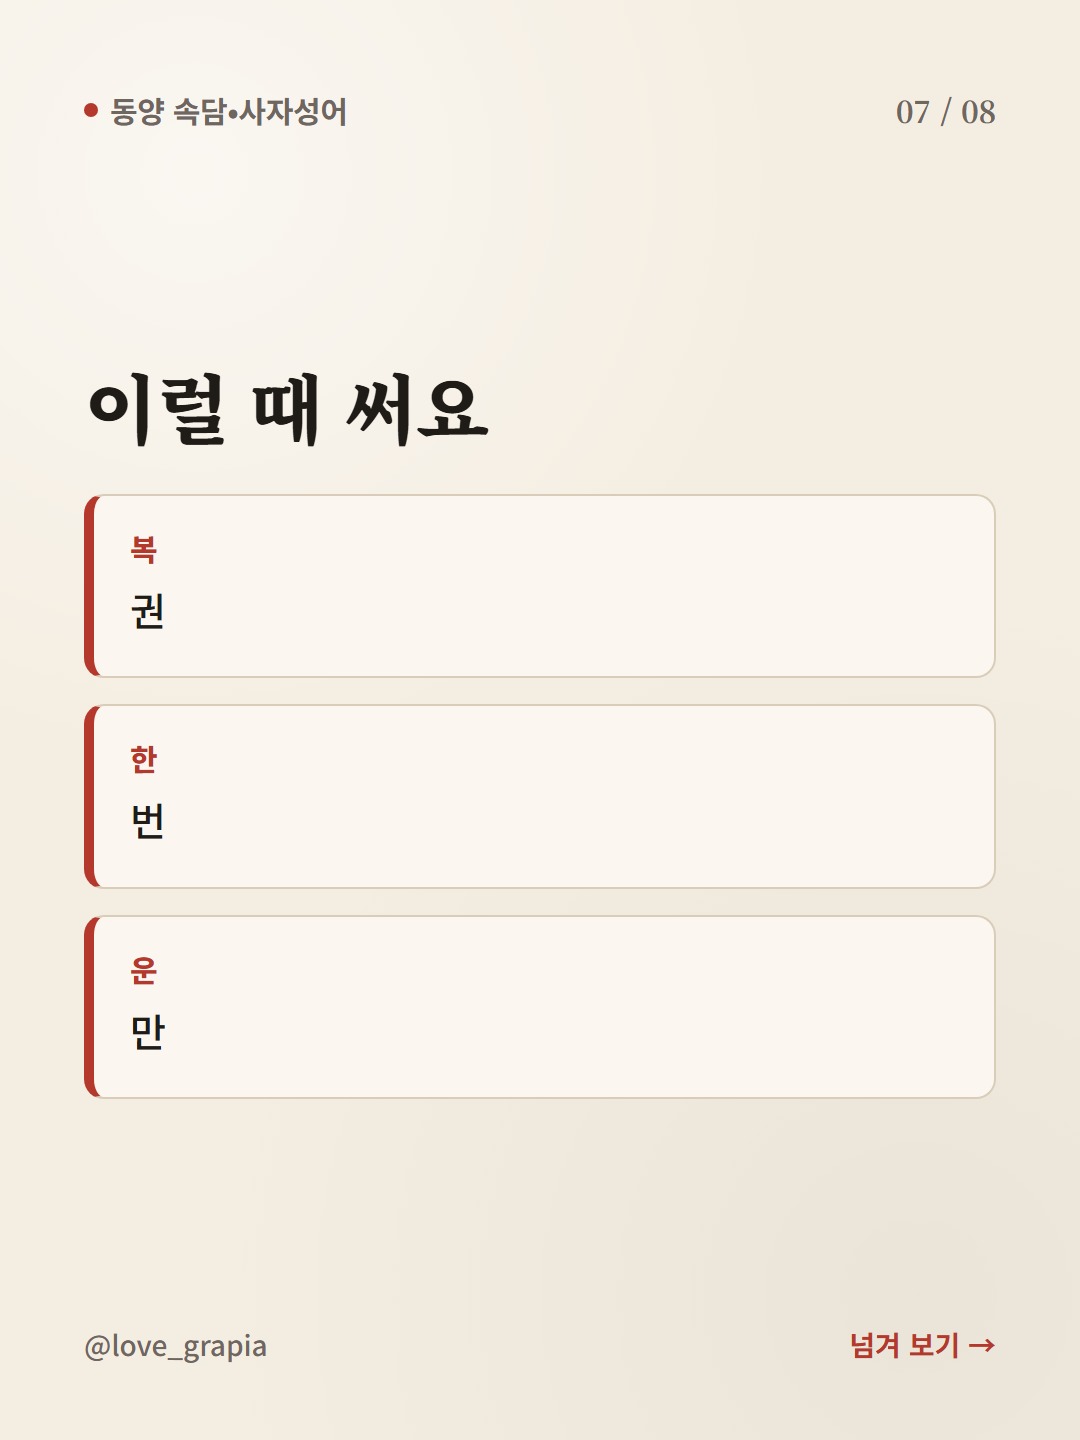 동양 속담•사자성어
07 / 08
이럴 때 써요
복
권
한
번
운
만
@love_grapia
넘겨 보기 →